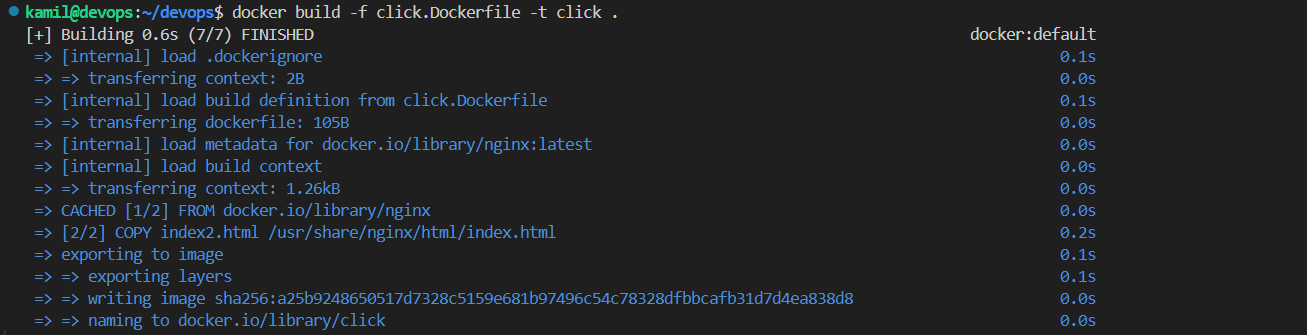 kamil@devops:~/devops$ docker build -f click.Dockerfile -t click .
[+] Building 0.6s (7/7) FINISHED docker:default
=> [internal] load .dockerignore 0.1s
=> => transferring context: 2B 0.0s
=> [internal] load build definition from click.Dockerfile 0.1s
=> => transferring dockerfile: 105B 0.0s
=> [internal] load metadata for docker.io/library/nginx:latest 0.0s
=> [internal] load build context 0.0s
=> => transferring context: 1.26kB 0.0s
=> CACHED [1/2] FROM docker.io/library/nginx 0.0s
=> [2/2] COPY index2.html /usr/share/nginx/html/index.html 0.2s
=> exporting to image 0.1s
=> => exporting layers 0.1s
=> => writing image sha256:a25b9248650517d7328c5159e681b97496c54c78328dfbbcafb31d7d4ea838d8 0.0s
=> => naming to docker.io/library/click 0.0s